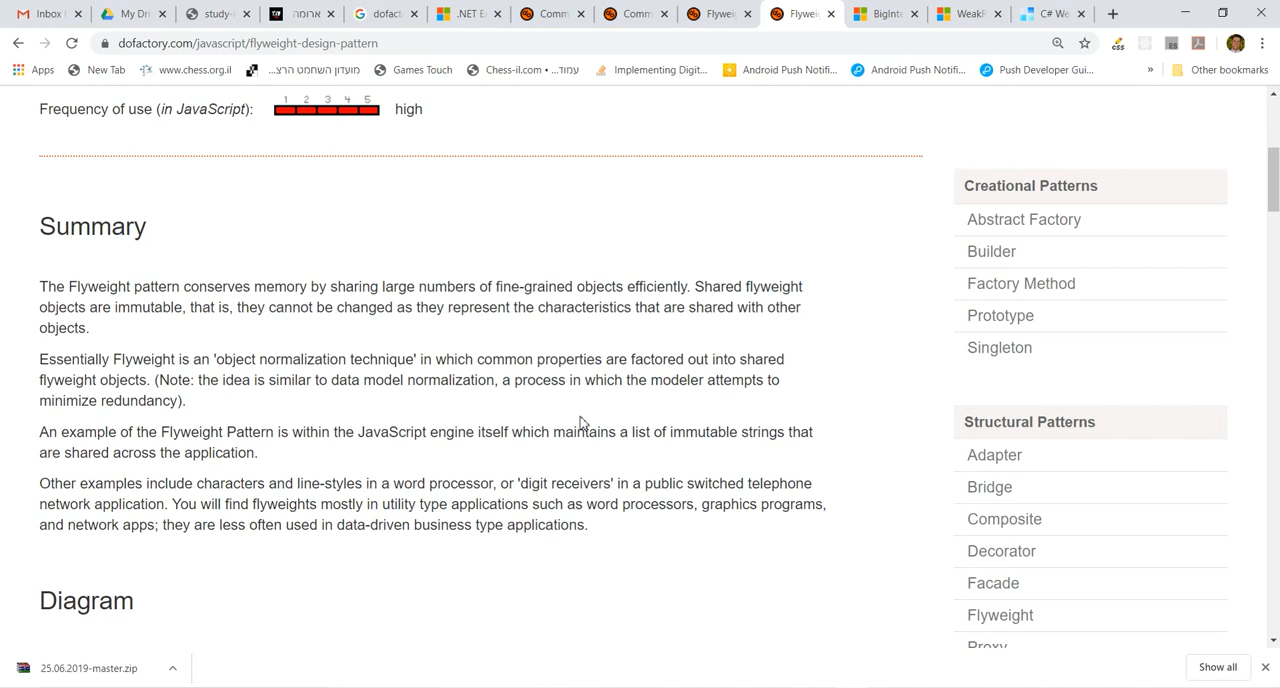 Inbox (
My Dri
study-
ארומה
dofact
.NET E
Comm
Comm
Flywei
Flywei
BigInte
WeakR
C# We
dofactory.com/javascript/flyweight-design-pattern
Apps
New Tab
www.chess.org.il
מועדון השחמט הרצ...
Games Touch
Chess-il.com • עמוד...
Implementing Digit...
Android Push Notifi...
Android Push Notifi...
Push Developer Gui...
»
Other bookmarks
Frequency of use (in JavaScript):
1 2 3 4 5
high
Summary
The Flyweight pattern conserves memory by sharing large numbers of fine-grained objects efficiently. Shared flyweight
objects are immutable, that is, they cannot be changed as they represent the characteristics that are shared with other
objects.
Essentially Flyweight is an 'object normalization technique' in which common properties are factored out into shared
flyweight objects. (Note: the idea is similar to data model normalization, a process in which the modeler attempts to
minimize redundancy).
An example of the Flyweight Pattern is within the JavaScript engine itself which maintains a list of immutable strings that
are shared across the application.
Other examples include characters and line-styles in a word processor, or 'digit receivers' in a public switched telephone
network application. You will find flyweights mostly in utility type applications such as word processors, graphics programs,
and network apps; they are less often used in data-driven business type applications.
Diagram
Creational Patterns
Abstract Factory
Builder
Factory Method
Prototype
Singleton
Structural Patterns
Adapter
Bridge
Composite
Decorator
Facade
Flyweight
Proxy
25.06.2019-master.zip
Show all